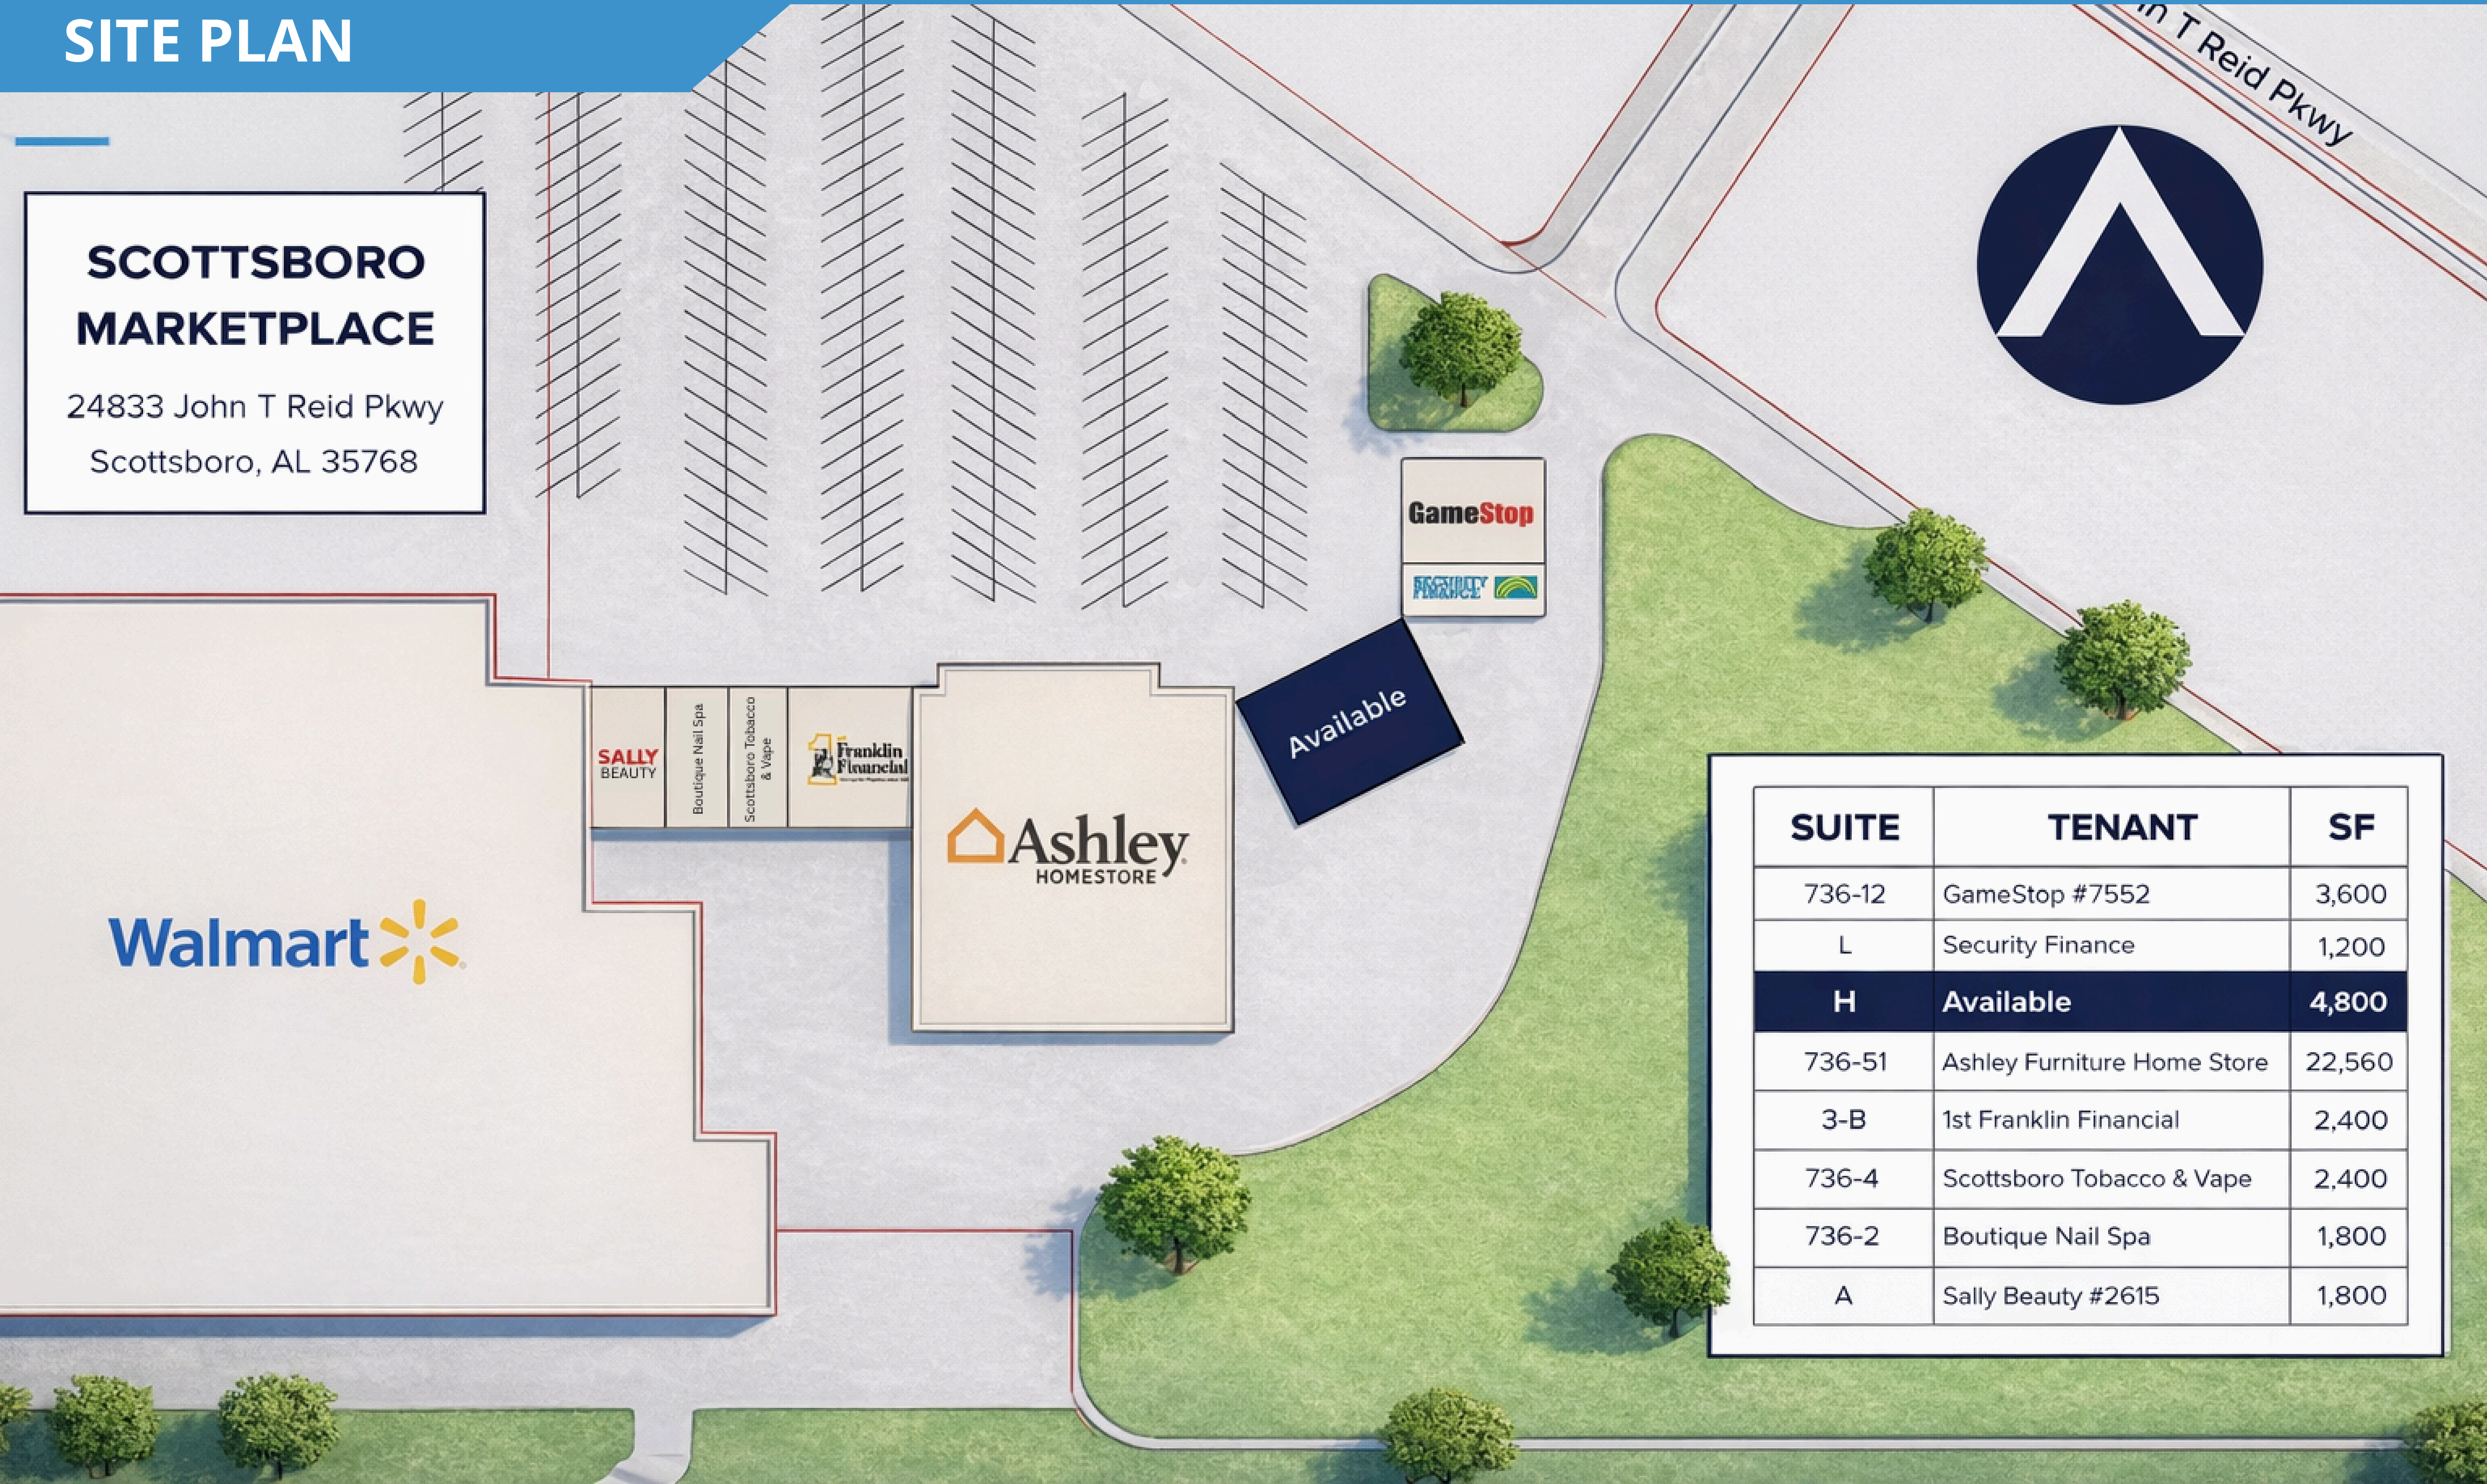 SITE PLAN
n T Reid Pkwy
SCOTTSBORO
MARKETPLACE
24833 John T Reid Pkwy
Scottsboro, AL 35768
GameStop
SECURITY
FINANCE
Available
SALLY
BEAUTY
Boutique Nail Spa
Scottsboro Tobacco
& Vape
1st Franklin
Financial
Ashley
HOMESTORE
Walmart
SUITE TENANT SF
736-12 GameStop #7552 3,600
L Security Finance 1,200
H Available 4,800
736-51 Ashley Furniture Home Store 22,560
3-B 1st Franklin Financial 2,400
736-4 Scottsboro Tobacco & Vape 2,400
736-2 Boutique Nail Spa 1,800
A Sally Beauty #2615 1,800